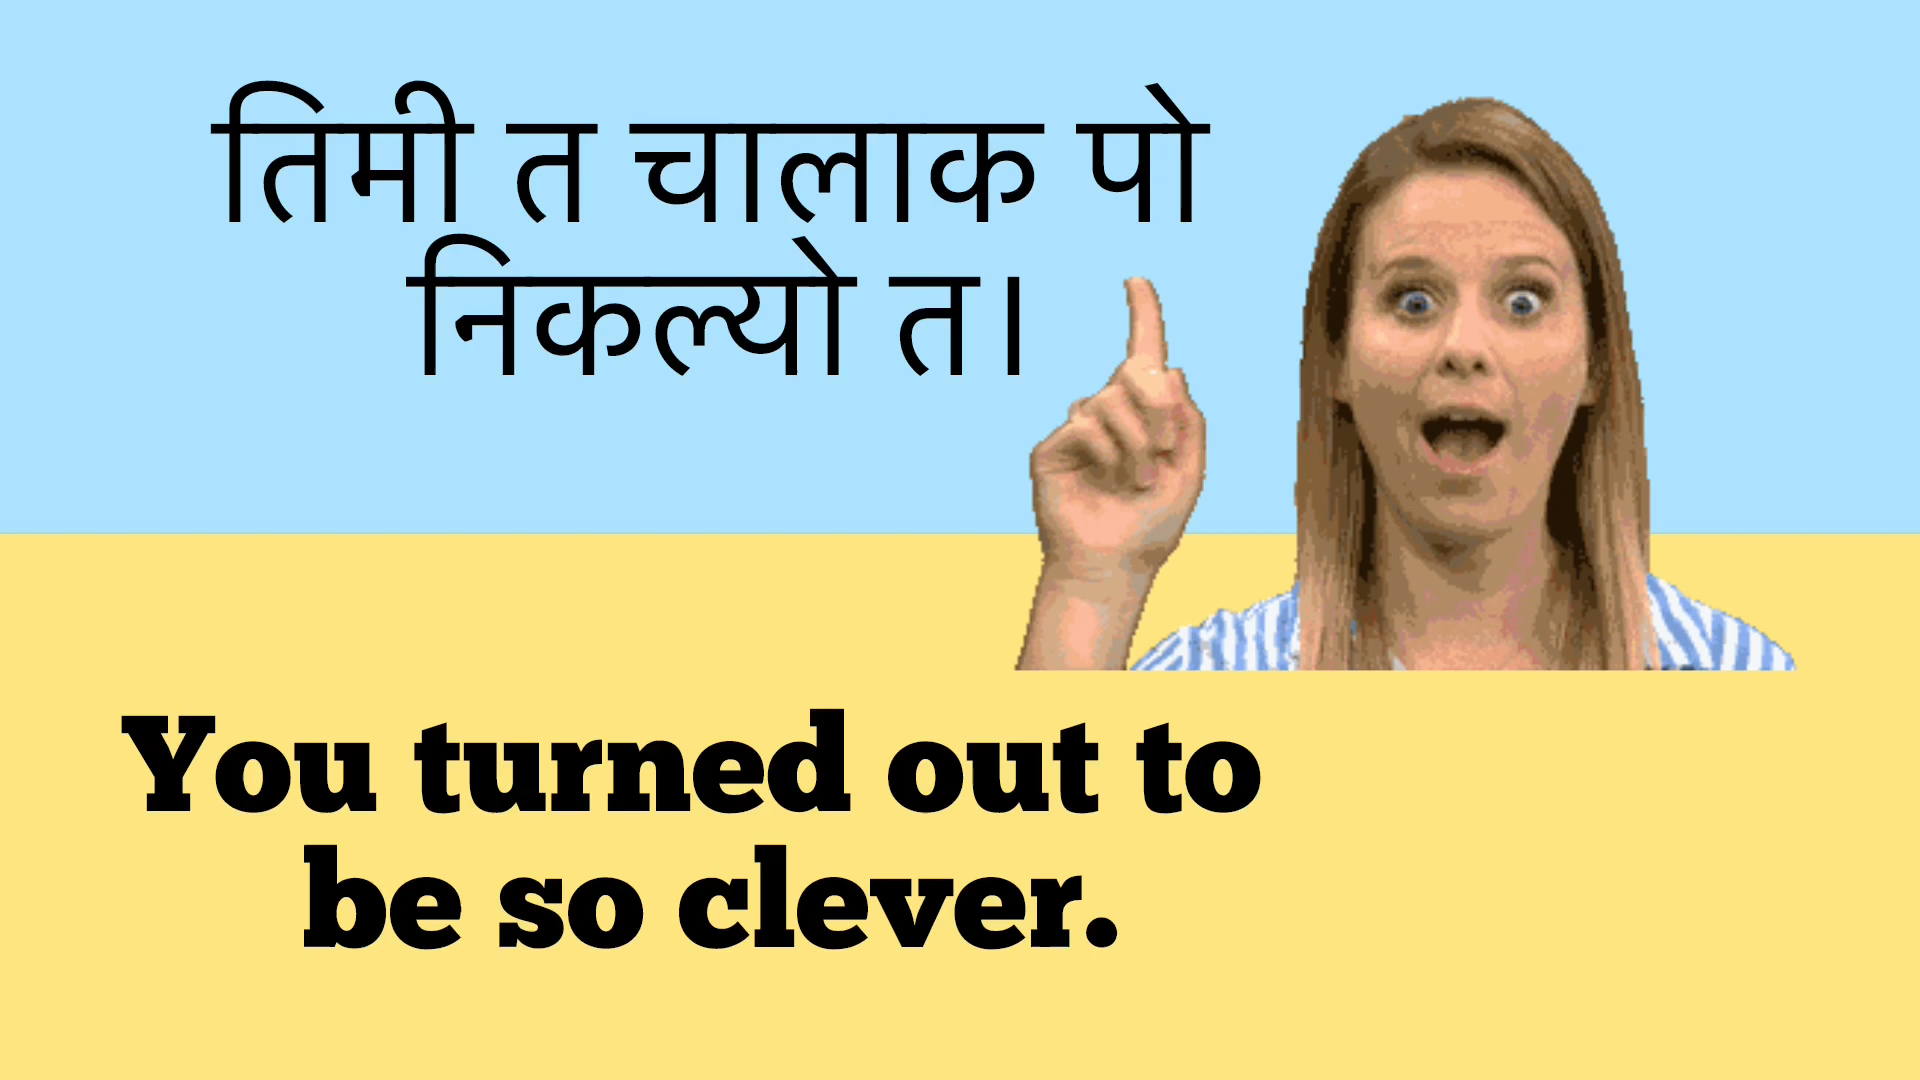 तिमी त चालाक पो
निकल्यो त।
You turned out to
be so clever.